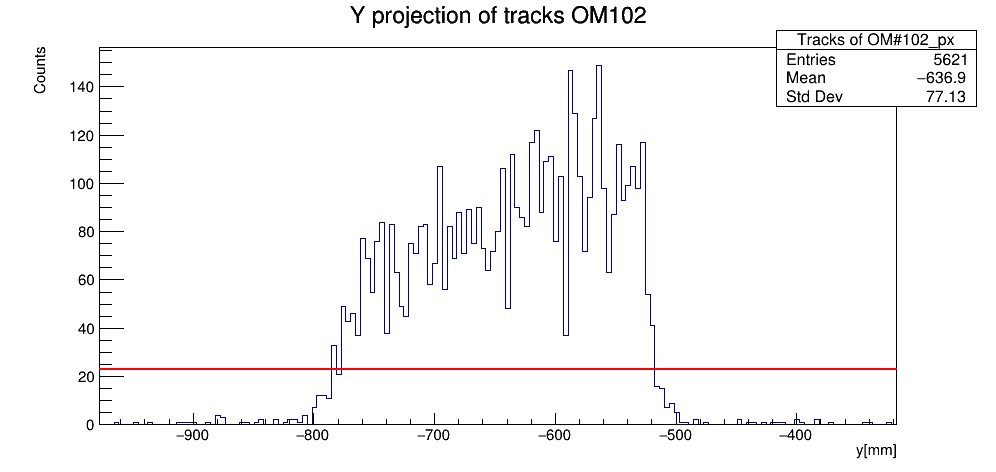 Y projection of tracks OM102
Tracks of OM#102_px
Entries 5621
Mean −636.9
Std Dev 77.13
Counts
140
120
100
80
60
40
20
0
−900 −800 −700 −600 −500 −400
y[mm]